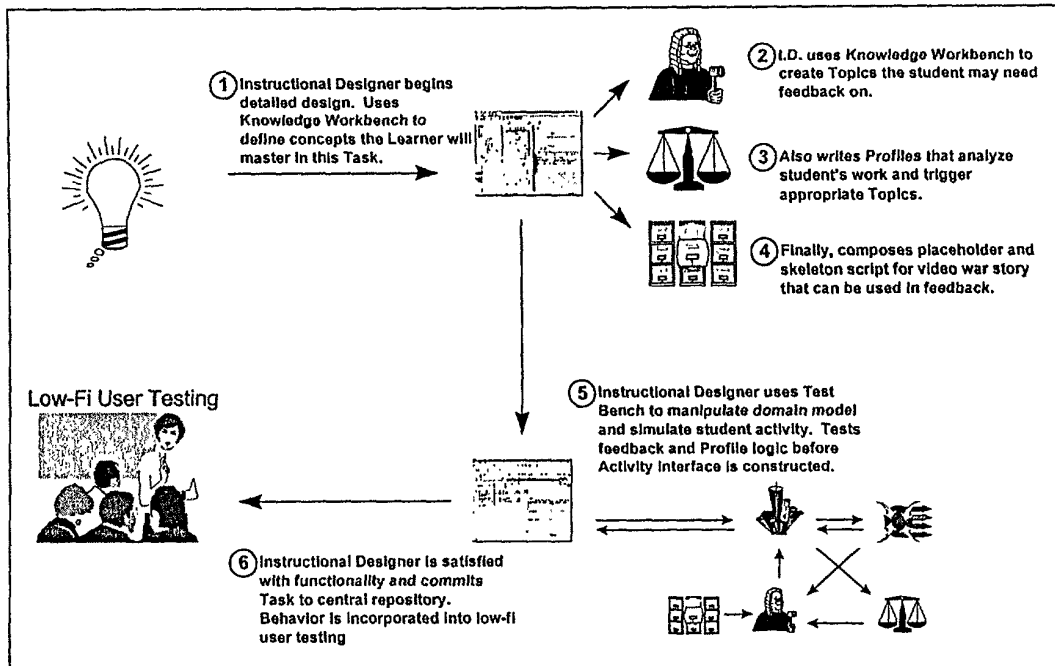 1 Instructional Designer begins
detailed design. Uses
Knowledge Workbench to
define concepts the Learner will
master in this Task.
2 I.D. uses Knowledge Workbench to
create Topics the student may need
feedback on.
3 Also writes Profiles that analyze
student's work and trigger
appropriate Topics.
4 Finally, composes placeholder and
skeleton script for video war story
that can be used in feedback.
5 Instructional Designer uses Test
Bench to manipulate domain model
and simulate student activity. Tests
feedback and Profile logic before
Activity Interface is constructed.
Low-Fi User Testing
6 Instructional Designer is satisfied
with functionality and commits
Task to central repository.
Behavior is incorporated into low-fi
user testing